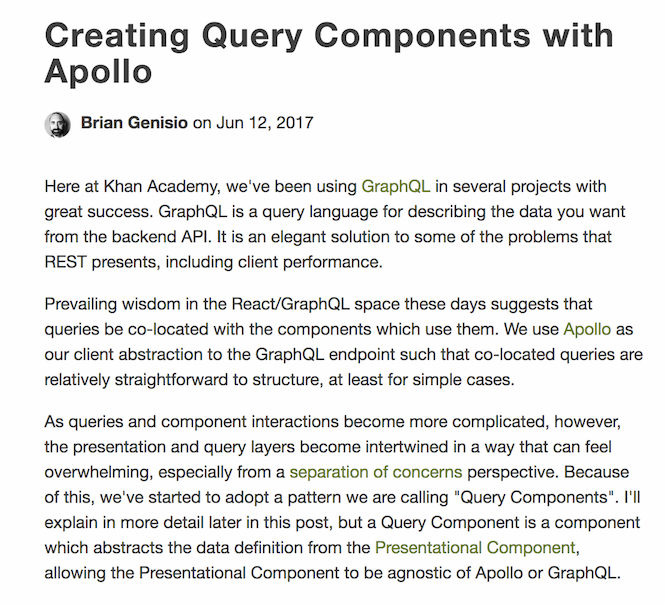 Creating Query Components with
Apollo
Brian Genisio on Jun 12, 2017
Here at Khan Academy, we've been using GraphQL in several projects with
great success. GraphQL is a query language for describing the data you want
from the backend API. It is an elegant solution to some of the problems that
REST presents, including client performance.
Prevailing wisdom in the React/GraphQL space these days suggests that
queries be co-located with the components which use them. We use Apollo as
our client abstraction to the GraphQL endpoint such that co-located queries are
relatively straightforward to structure, at least for simple cases.
As queries and component interactions become more complicated, however,
the presentation and query layers become intertwined in a way that can feel
overwhelming, especially from a separation of concerns perspective. Because
of this, we've started to adopt a pattern we are calling "Query Components". I'll
explain in more detail later in this post, but a Query Component is a component
which abstracts the data definition from the Presentational Component,
allowing the Presentational Component to be agnostic of Apollo or GraphQL.